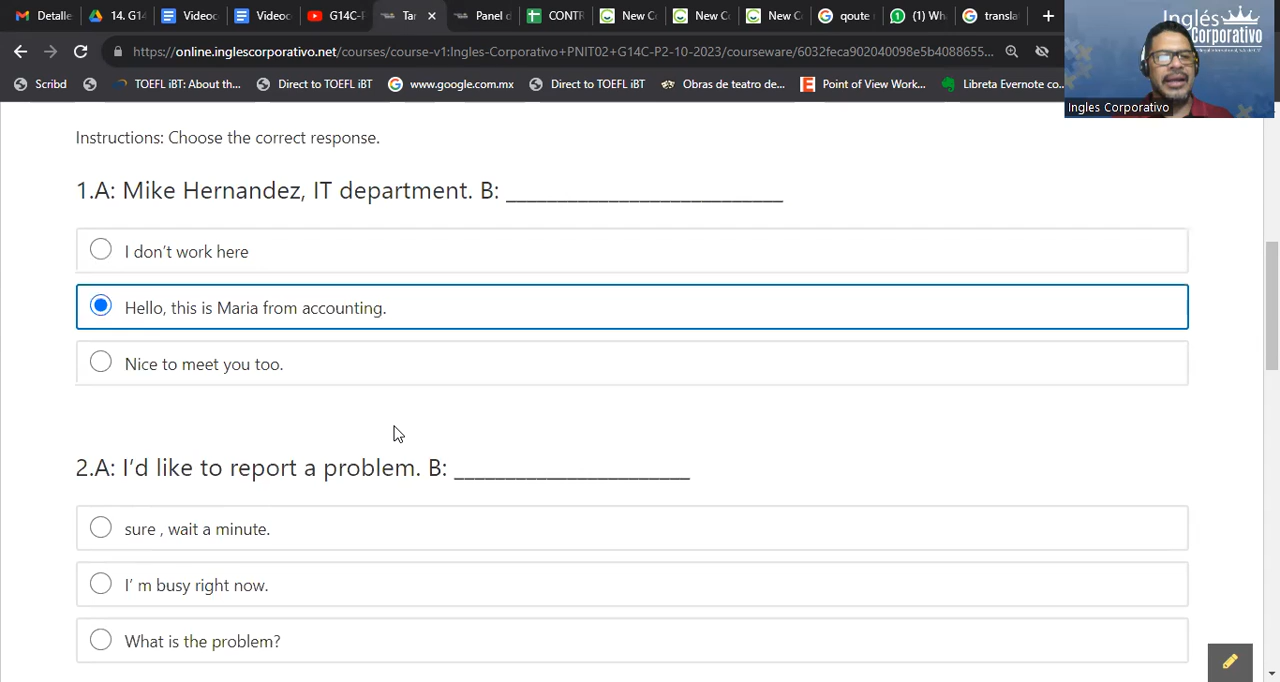 Detalle
14. G14
Videoc
Videoc
G14C-F
Tar
Panel d
CONTR
New Co
New Co
New Co
qoute
(1) Wh
transla
https://online.inglescorporativo.net/courses/course-v1:Ingles-Corporativo+PNIT02+G14C-P2-10-2023/courseware/6032feca902040098e5b4088655...
Scribd
TOEFL iBT: About th...
Direct to TOEFL iBT
www.google.com.mx
Direct to TOEFL iBT
Obras de teatro de...
Point of View Work...
Libreta Evernote co...
Inglés
Corporativo
Ingles Corporativo
Instructions: Choose the correct response.
1.A: Mike Hernandez, IT department. B: ___________________________
I don’t work here
Hello, this is Maria from accounting.
Nice to meet you too.
2.A: I’d like to report a problem. B: _______________________
sure , wait a minute.
I’ m busy right now.
What is the problem?